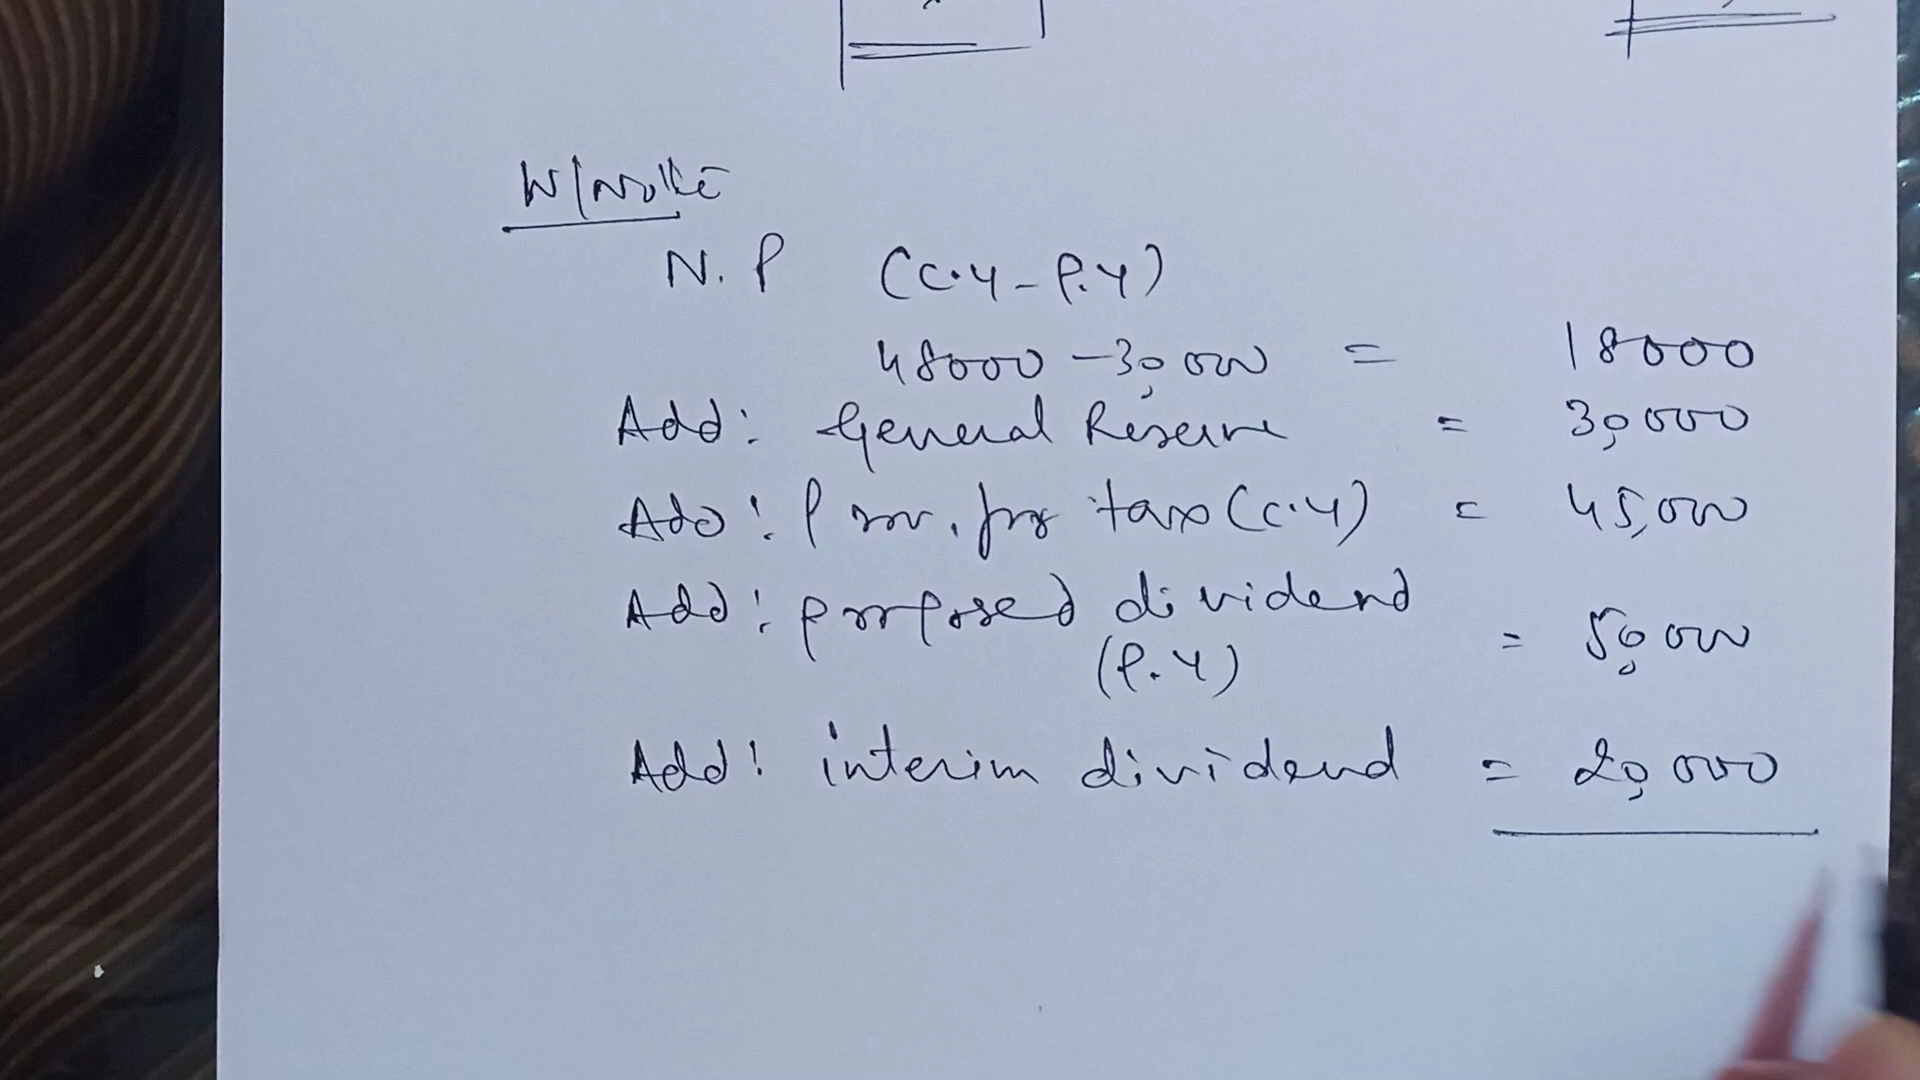 W/Note
N.P (C.Y - P.Y)
48000 - 30,000 = 18000
Add: General Reserve = 30,000
Add: Prov. for tax (C.Y) = 45,000
Add: proposed dividend
(P.Y) = 50,000
Add: interim dividend = 20,000